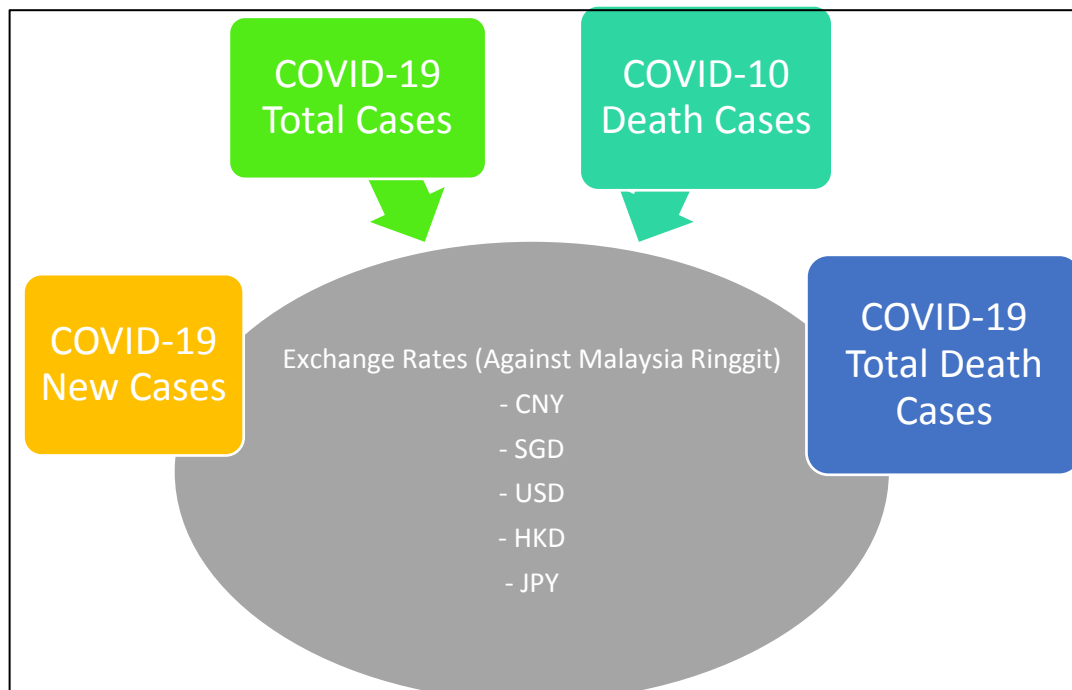 COVID-19
Total Cases
COVID-10
Death Cases
COVID-19
New Cases
COVID-19
Total Death
Cases
Exchange Rates (Against Malaysia Ringgit)
- CNY
- SGD
- USD
- HKD
- JPY